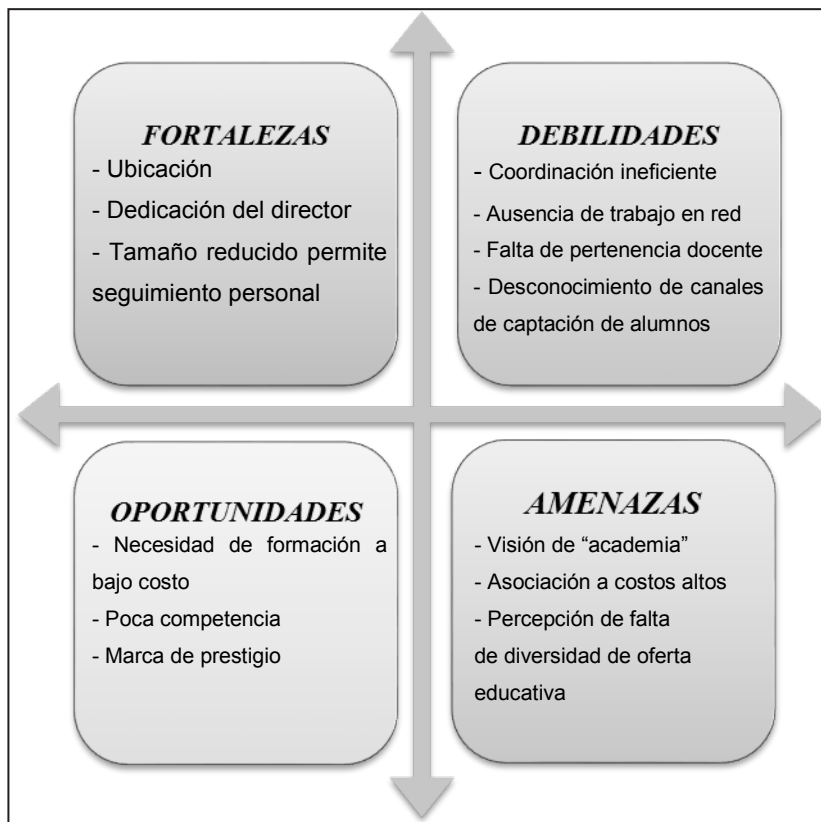 FORTALEZAS
- Ubicación
- Dedicación del director
- Tamaño reducido permite
seguimiento personal
DEBILIDADES
- Coordinación ineficiente
- Ausencia de trabajo en red
- Falta de pertenencia docente
- Desconocimiento de canales
de captación de alumnos
OPORTUNIDADES
- Necesidad de formación a
bajo costo
- Poca competencia
- Marca de prestigio
AMENAZAS
- Visión de “academia”
- Asociación a costos altos
- Percepción de falta
de diversidad de oferta
educativa